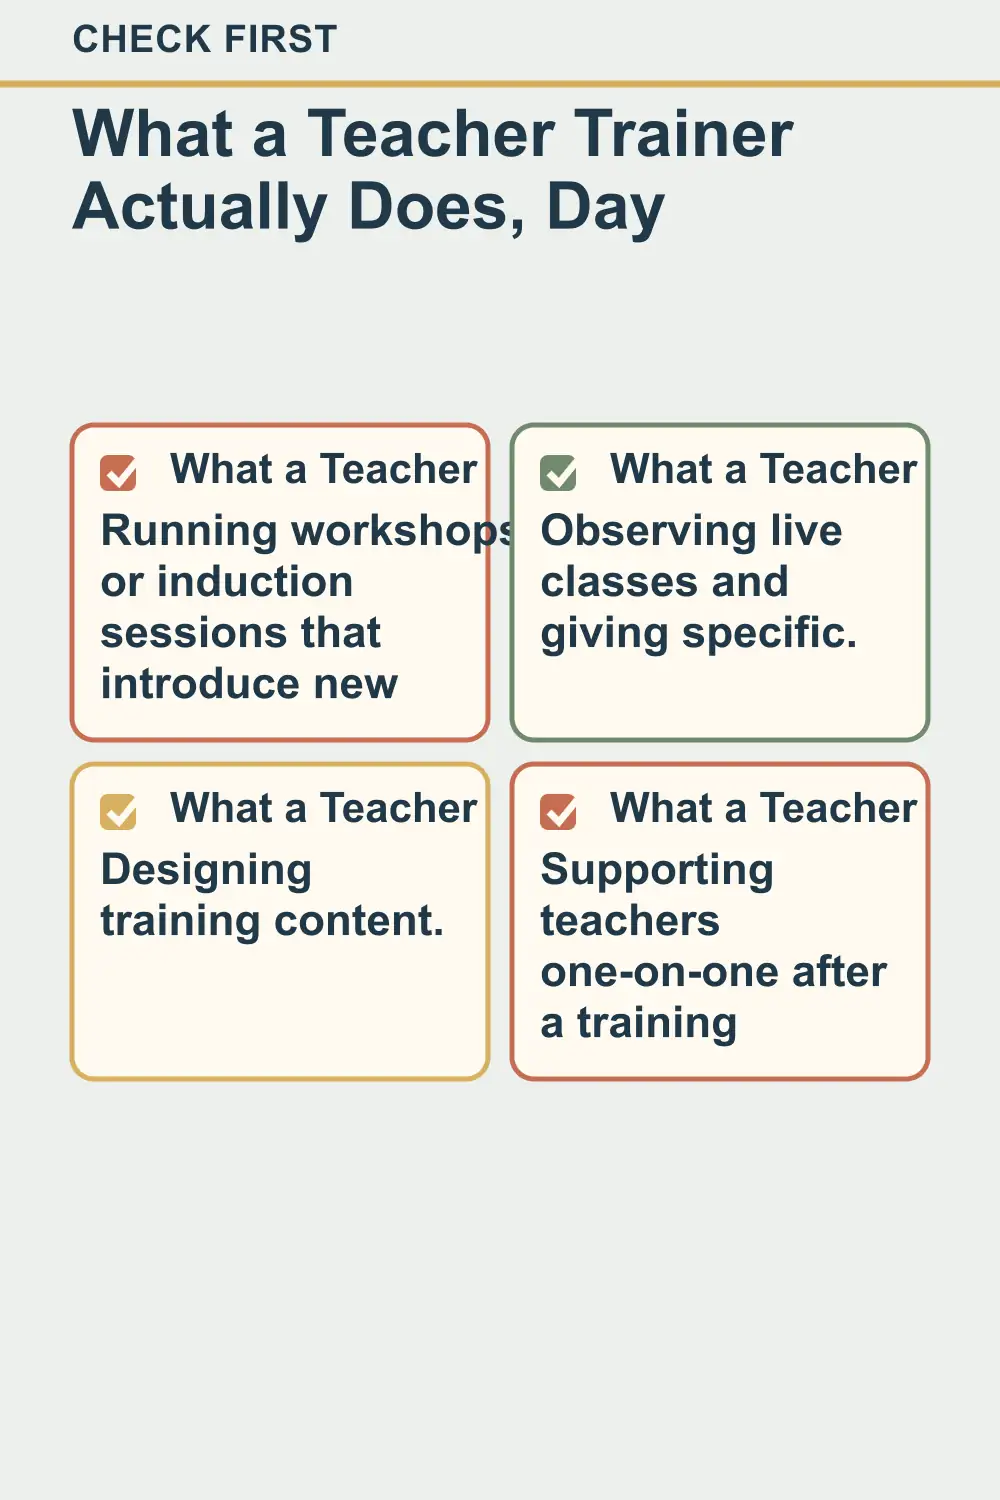 CHECK FIRST
What a Teacher Trainer
Actually Does, Day
What a Teacher
Running workshops
or induction
sessions that
introduce new
What a Teacher
Observing live
classes and
giving specific.
What a Teacher
Designing
training content.
What a Teacher
Supporting
teachers
one-on-one after
a training